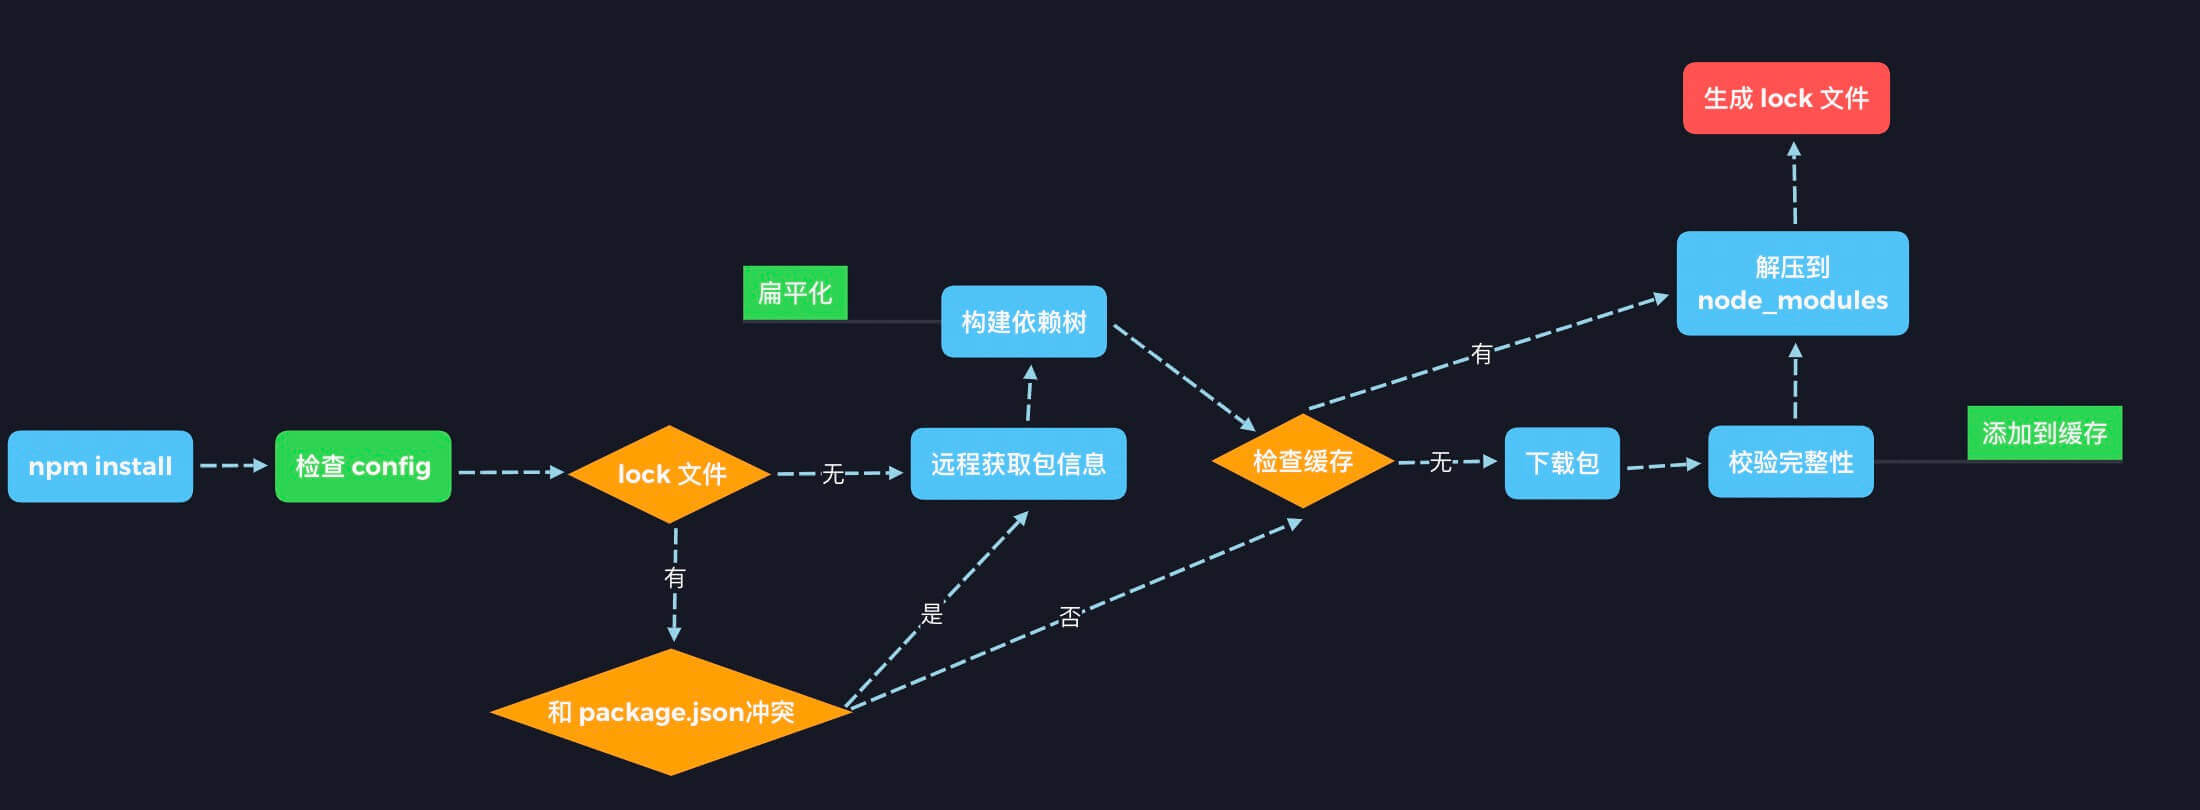 npm install
检查 config
lock 文件
无
远程获取包信息
有
和 package.json冲突
是
否
扁平化
构建依赖树
检查缓存
无
有
下载包
校验完整性
添加到缓存
解压到
node_modules
生成 lock 文件